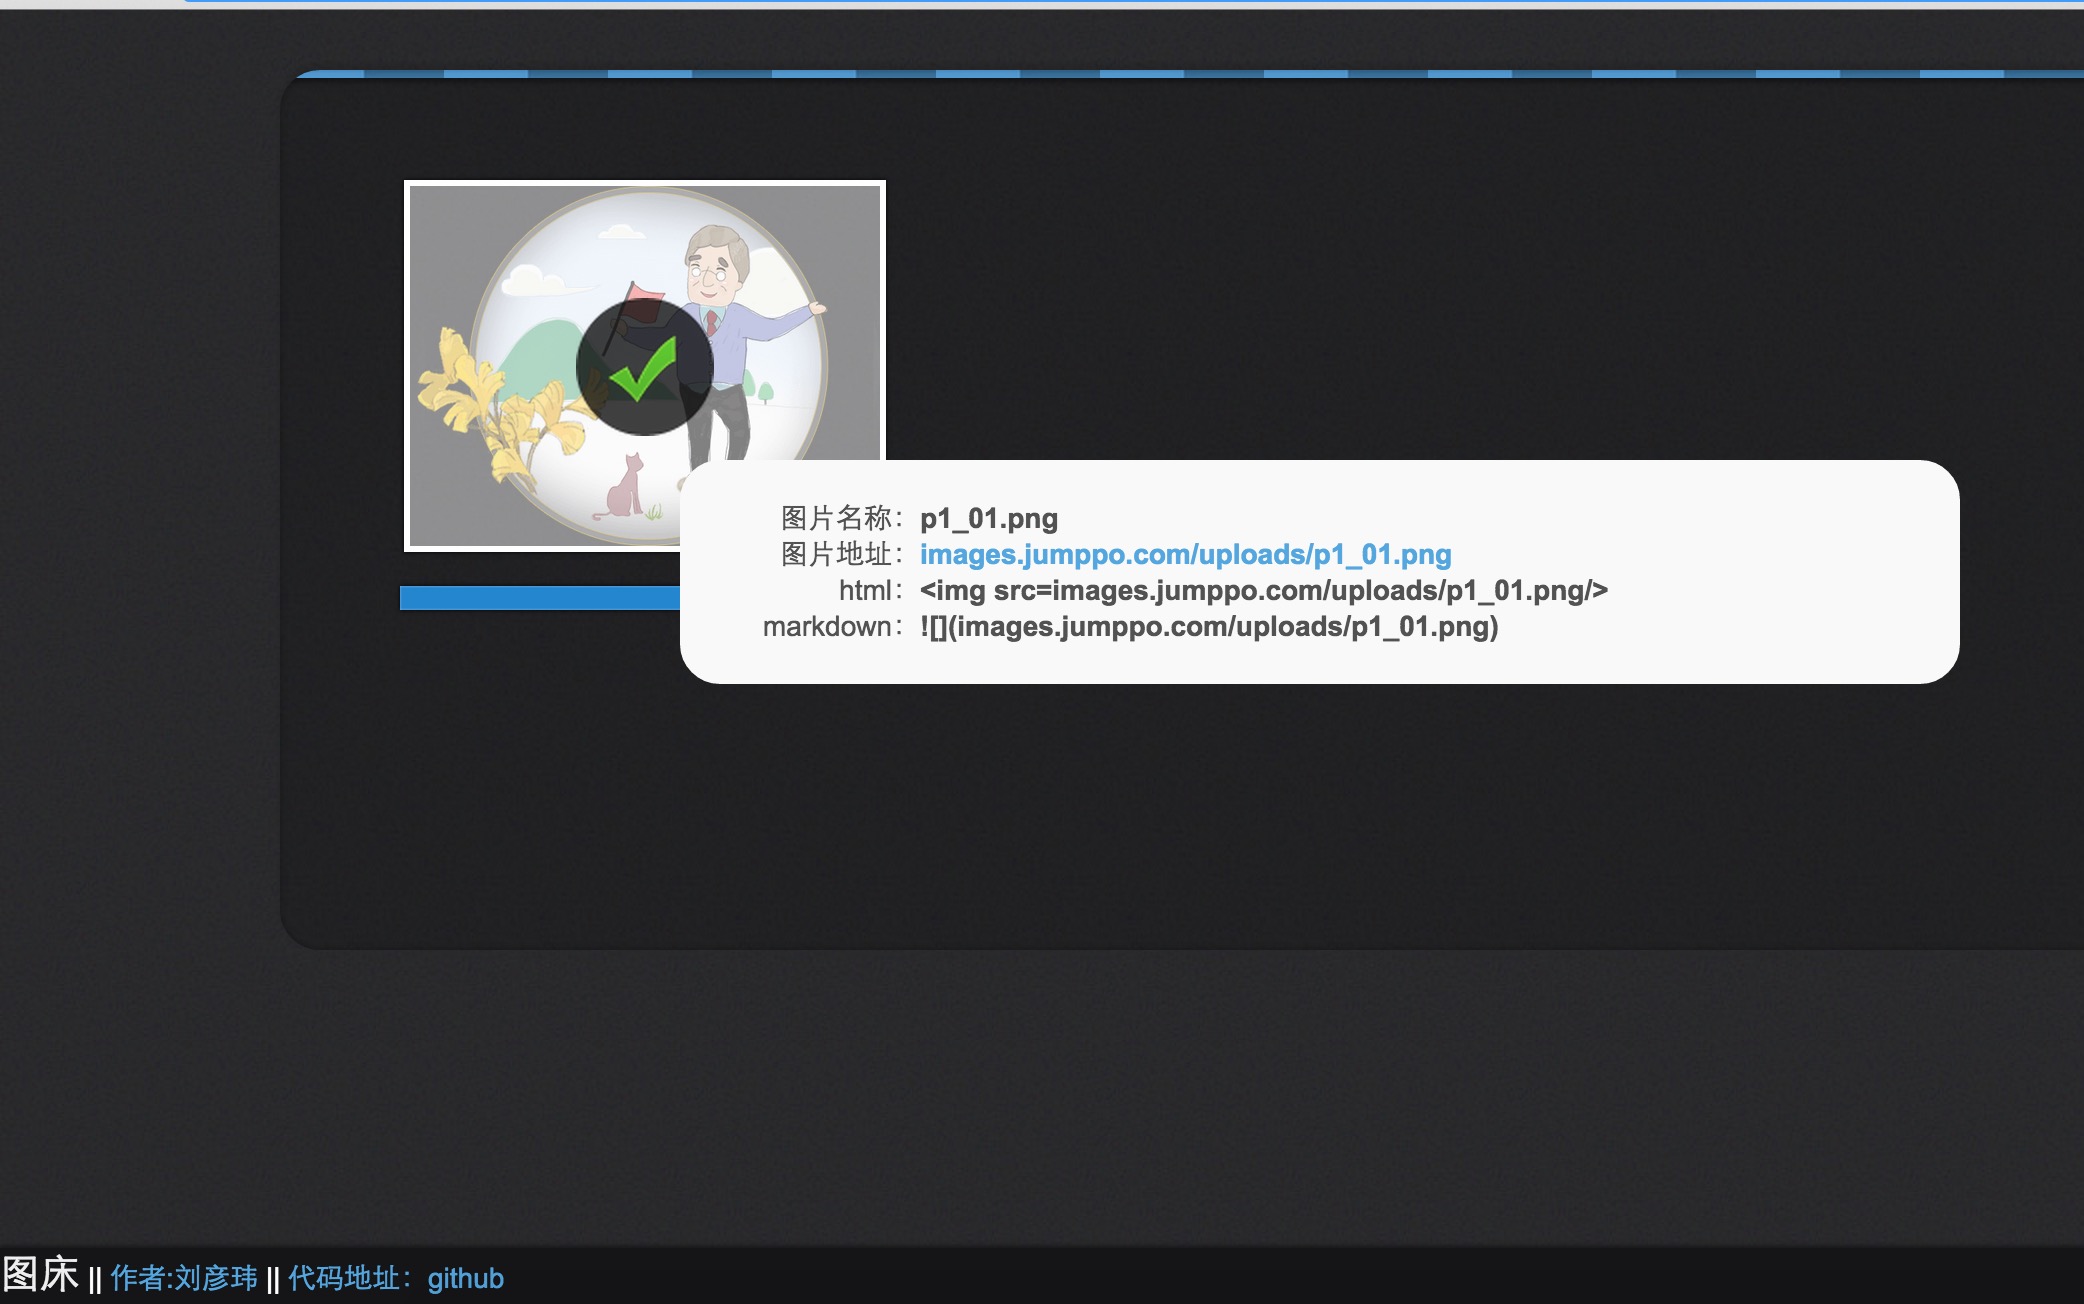 图片名称：p1_01.png
图片地址：images.jumppo.com/uploads/p1_01.png
html：<img src=images.jumppo.com/uploads/p1_01.png/>
markdown：![](images.jumppo.com/uploads/p1_01.png)
图床 || 作者:刘彦玮 || 代码地址：github